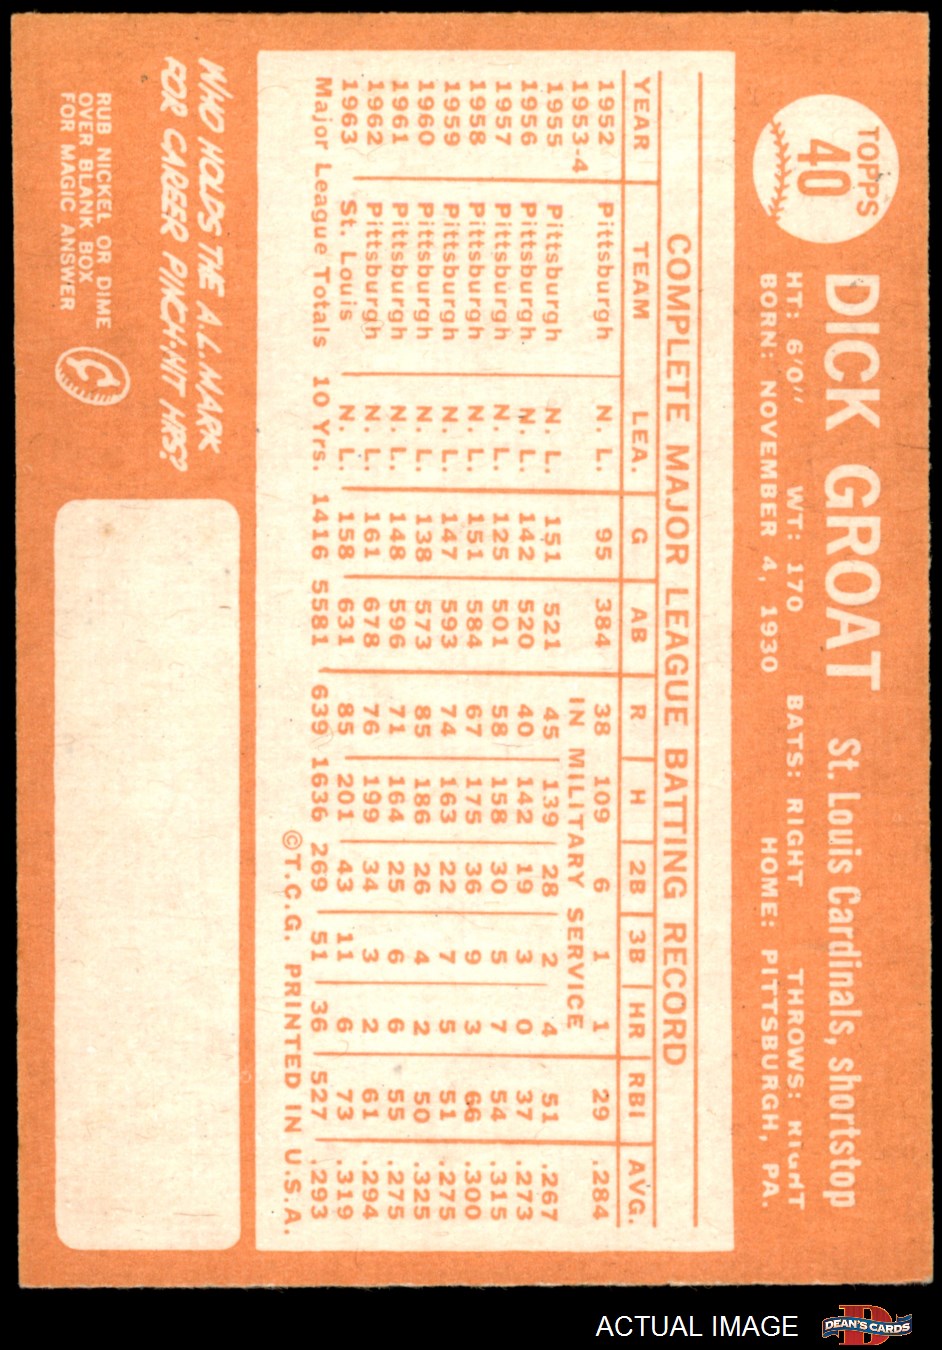 TOPPS
40
DICK GROAT St. Louis Cardinals, shortstop
HT: 6'0" WT: 170 BATS: RIGHT THROWS: RIGHT
BORN: NOVEMBER 4, 1930 HOME: PITTSBURGH, PA.
COMPLETE MAJOR LEAGUE BATTING RECORD
YEAR TEAM LEA. G AB R H 2B 3B HR RBI AVG.
1952 Pittsburgh N. L. 95 384 38 109 6 1 1 29 .284
1953-4 IN MILITARY SERVICE
1955 Pittsburgh N. L. 151 521 45 139 28 2 4 51 .267
1956 Pittsburgh N. L. 142 520 40 142 19 3 0 37 .273
1957 Pittsburgh N. L. 125 501 58 158 30 5 7 54 .315
1958 Pittsburgh N. L. 151 584 67 175 36 9 3 66 .300
1959 Pittsburgh N. L. 147 593 74 163 22 7 5 51 .275
1960 Pittsburgh N. L. 138 573 85 186 26 4 2 50 .325
1961 Pittsburgh N. L. 148 596 71 164 25 6 6 55 .275
1962 Pittsburgh N. L. 161 678 76 199 34 3 2 61 .294
1963 St. Louis N. L. 158 631 85 201 43 11 6 73 .319
Major League Totals 10 Yrs. 1416 5581 639 1636 269 51 36 527 .293
©T.C.G. PRINTED IN U.S.A.
WHO HOLDS THE A.L. MARK
FOR CAREER PINCH-HIT HRS?
RUB NICKEL OR DIME
OVER BLANK BOX
FOR MAGIC ANSWER
ACTUAL IMAGE
D
DEAN'S CARDS